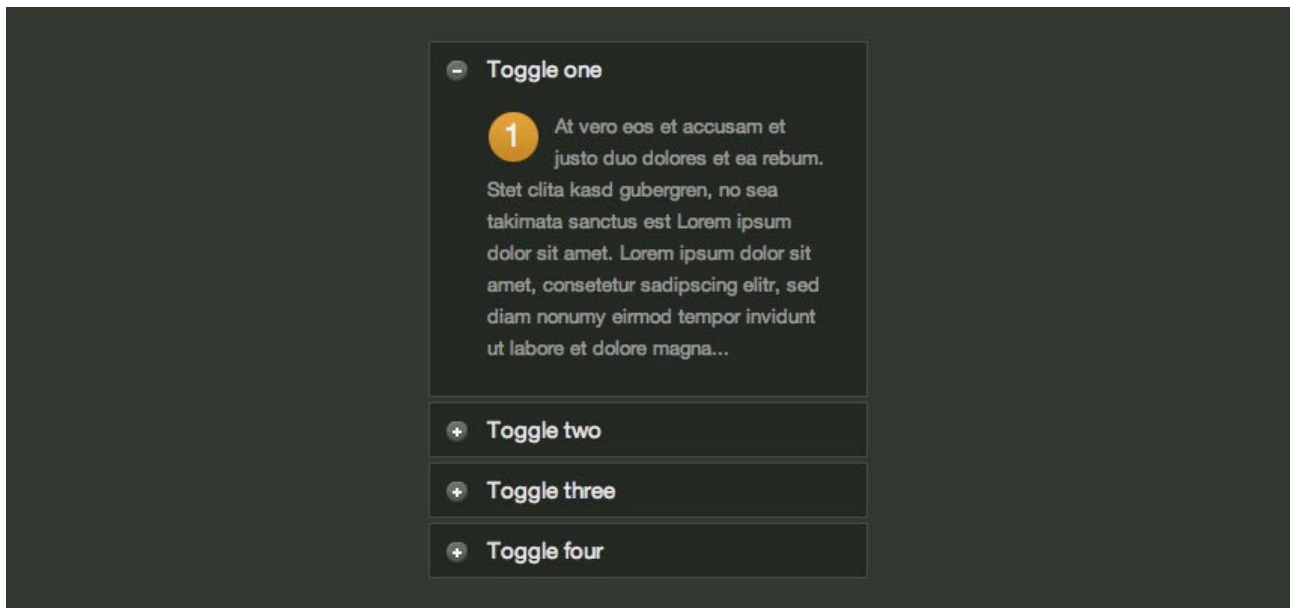 Toggle one
1
At vero eos et accusam et
justo duo dolores et ea rebum.
Stet clita kasd gubergren, no sea
takimata sanctus est Lorem ipsum
dolor sit amet. Lorem ipsum dolor sit
amet, consetetur sadipscing elitr, sed
diam nonumy eirmod tempor invidunt
ut labore et dolore magna...
Toggle two
Toggle three
Toggle four